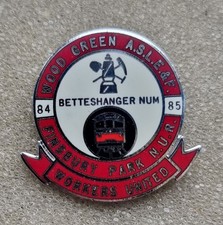 WOOD GREEN A.S.L.E.&F
BETTESHANGER NUM
84 85
FINSBURY PARK N.U.R.
WORKERS UNITED